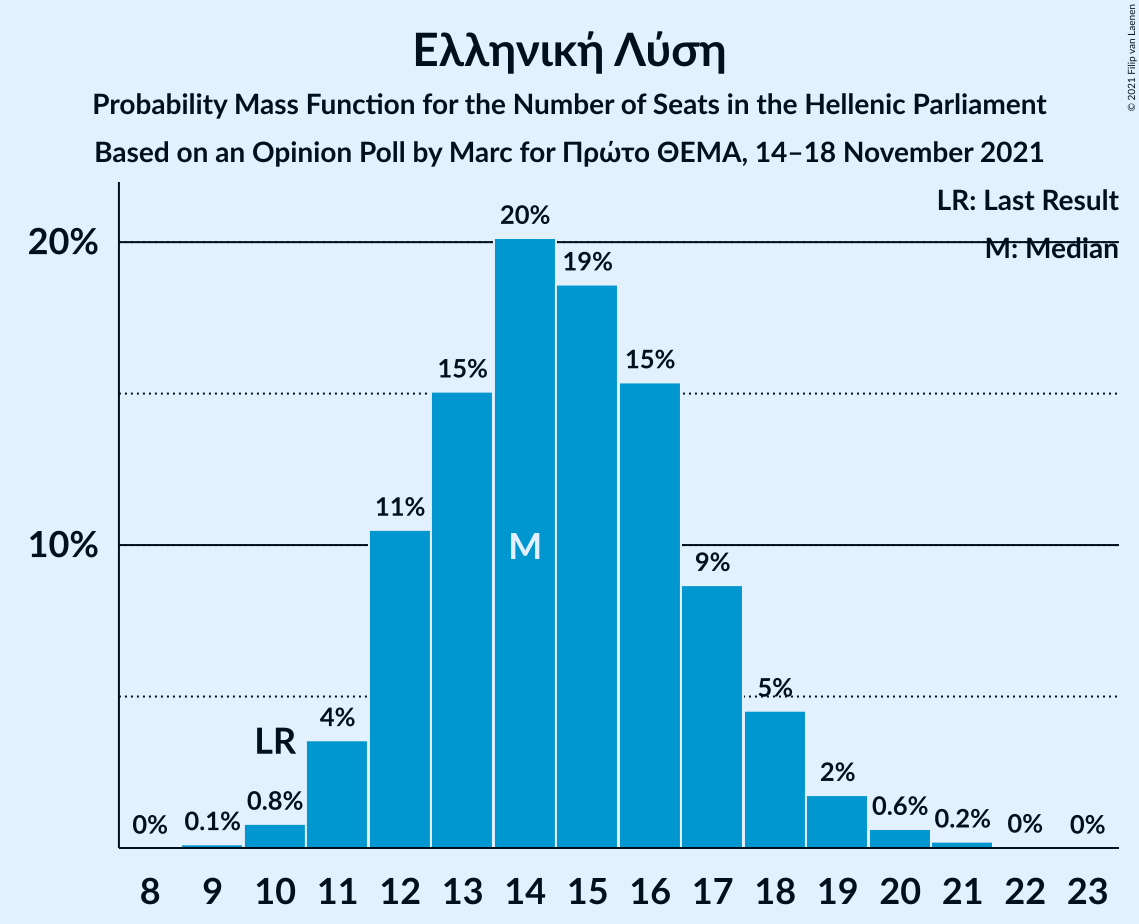 Ελληνική Λύση
Probability Mass Function for the Number of Seats in the Hellenic Parliament
Based on an Opinion Poll by Marc for Πρώτο ΘΕΜΑ, 14–18 November 2021
© 2021 Filip van Laenen
LR: Last Result
M: Median
20%
10%
0%
0.1%
0.8%
LR
4%
11%
15%
20%
M
19%
15%
9%
5%
2%
0.6%
0.2%
0%
0%
8 9 10 11 12 13 14 15 16 17 18 19 20 21 22 23